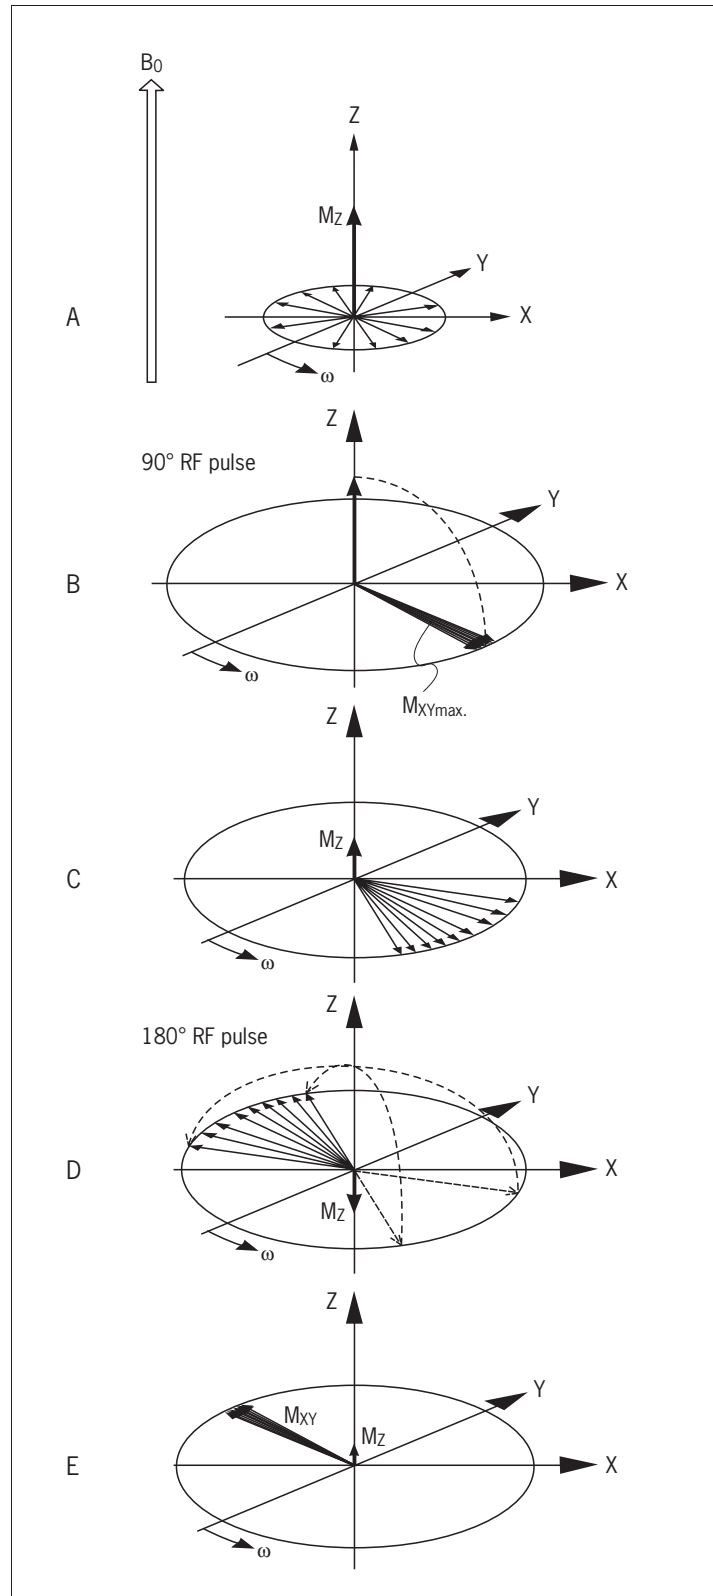 B0
Z
MZ
Y
A
X
ω
Z
90° RF pulse
Y
B
X
ω
MXYmax.
Z
Y
MZ
C
X
ω
Z
180° RF pulse
Y
D
X
MZ
ω
Z
Y
MXY
MZ
E
X
ω